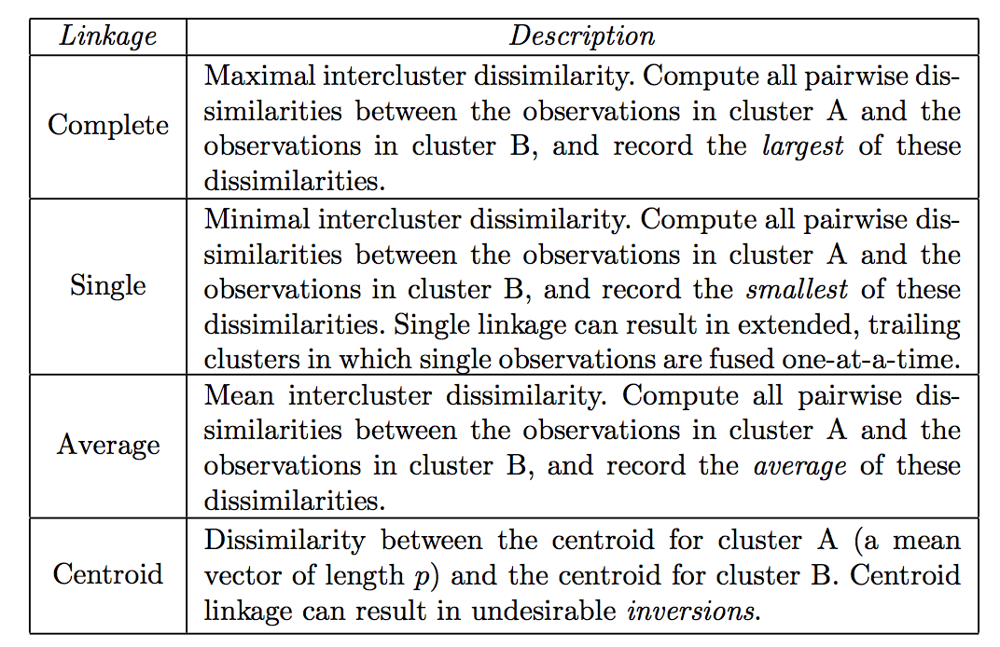 Linkage Description
Maximal intercluster dissimilarity. Compute all pairwise dis-
similarities between the observations in cluster A and the
Complete
observations in cluster B, and record the largest of these
dissimilarities.
Minimal intercluster dissimilarity. Compute all pairwise dis-
similarities between the observations in cluster A and the
Single
observations in cluster B, and record the smallest of these
dissimilarities. Single linkage can result in extended, trailing
clusters in which single observations are fused one-at-a-time.
Mean intercluster dissimilarity. Compute all pairwise dis-
similarities between the observations in cluster A and the
Average
observations in cluster B, and record the average of these
dissimilarities.
Dissimilarity between the centroid for cluster A (a mean
Centroid
vector of length p) and the centroid for cluster B. Centroid
linkage can result in undesirable inversions.